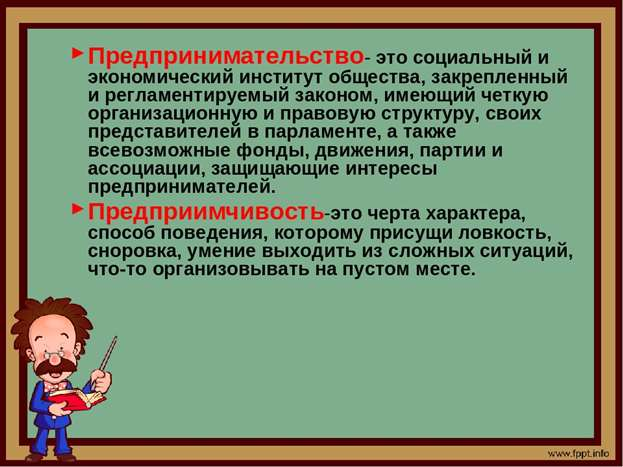 Предпринимательство- это социальный и
экономический институт общества, закрепленный
и регламентируемый законом, имеющий четкую
организационную и правовую структуру, своих
представителей в парламенте, а также
всевозможные фонды, движения, партии и
ассоциации, защищающие интересы
предпринимателей.
Предприимчивость-это черта характера,
способ поведения, которому присущи ловкость,
сноровка, умение выходить из сложных ситуаций,
что-то организовывать на пустом месте.
www.fppt.info